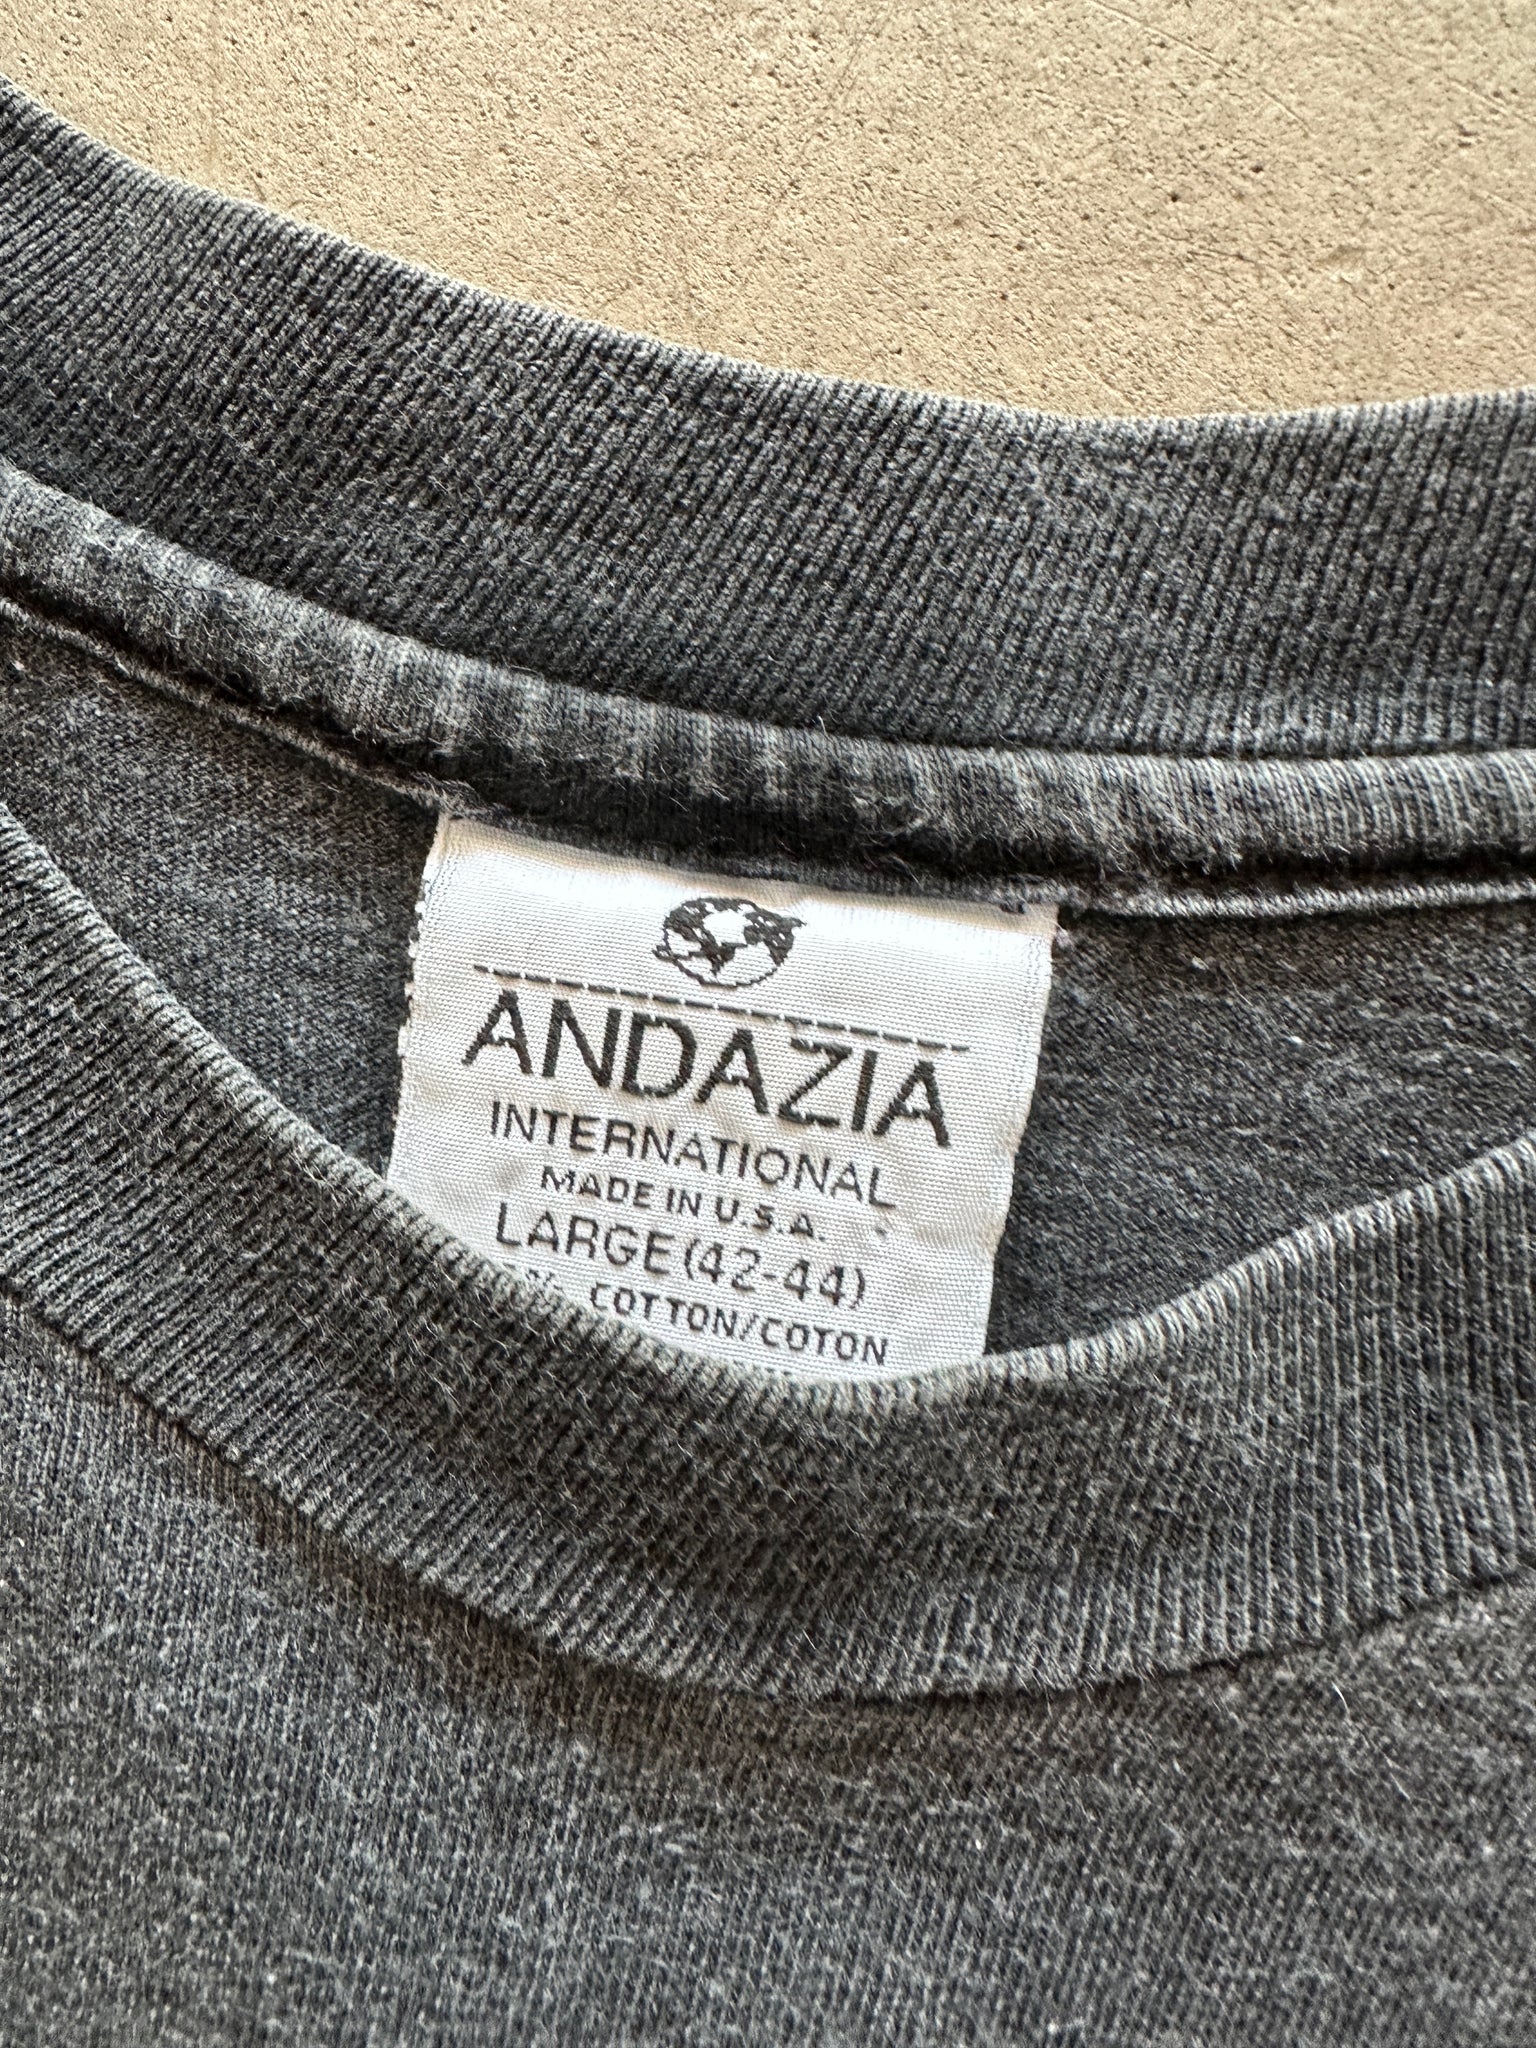 ANDAZIA
INTERNATIONAL
MADE IN U.S.A.
LARGE (42-44)
% COTTON/COTON